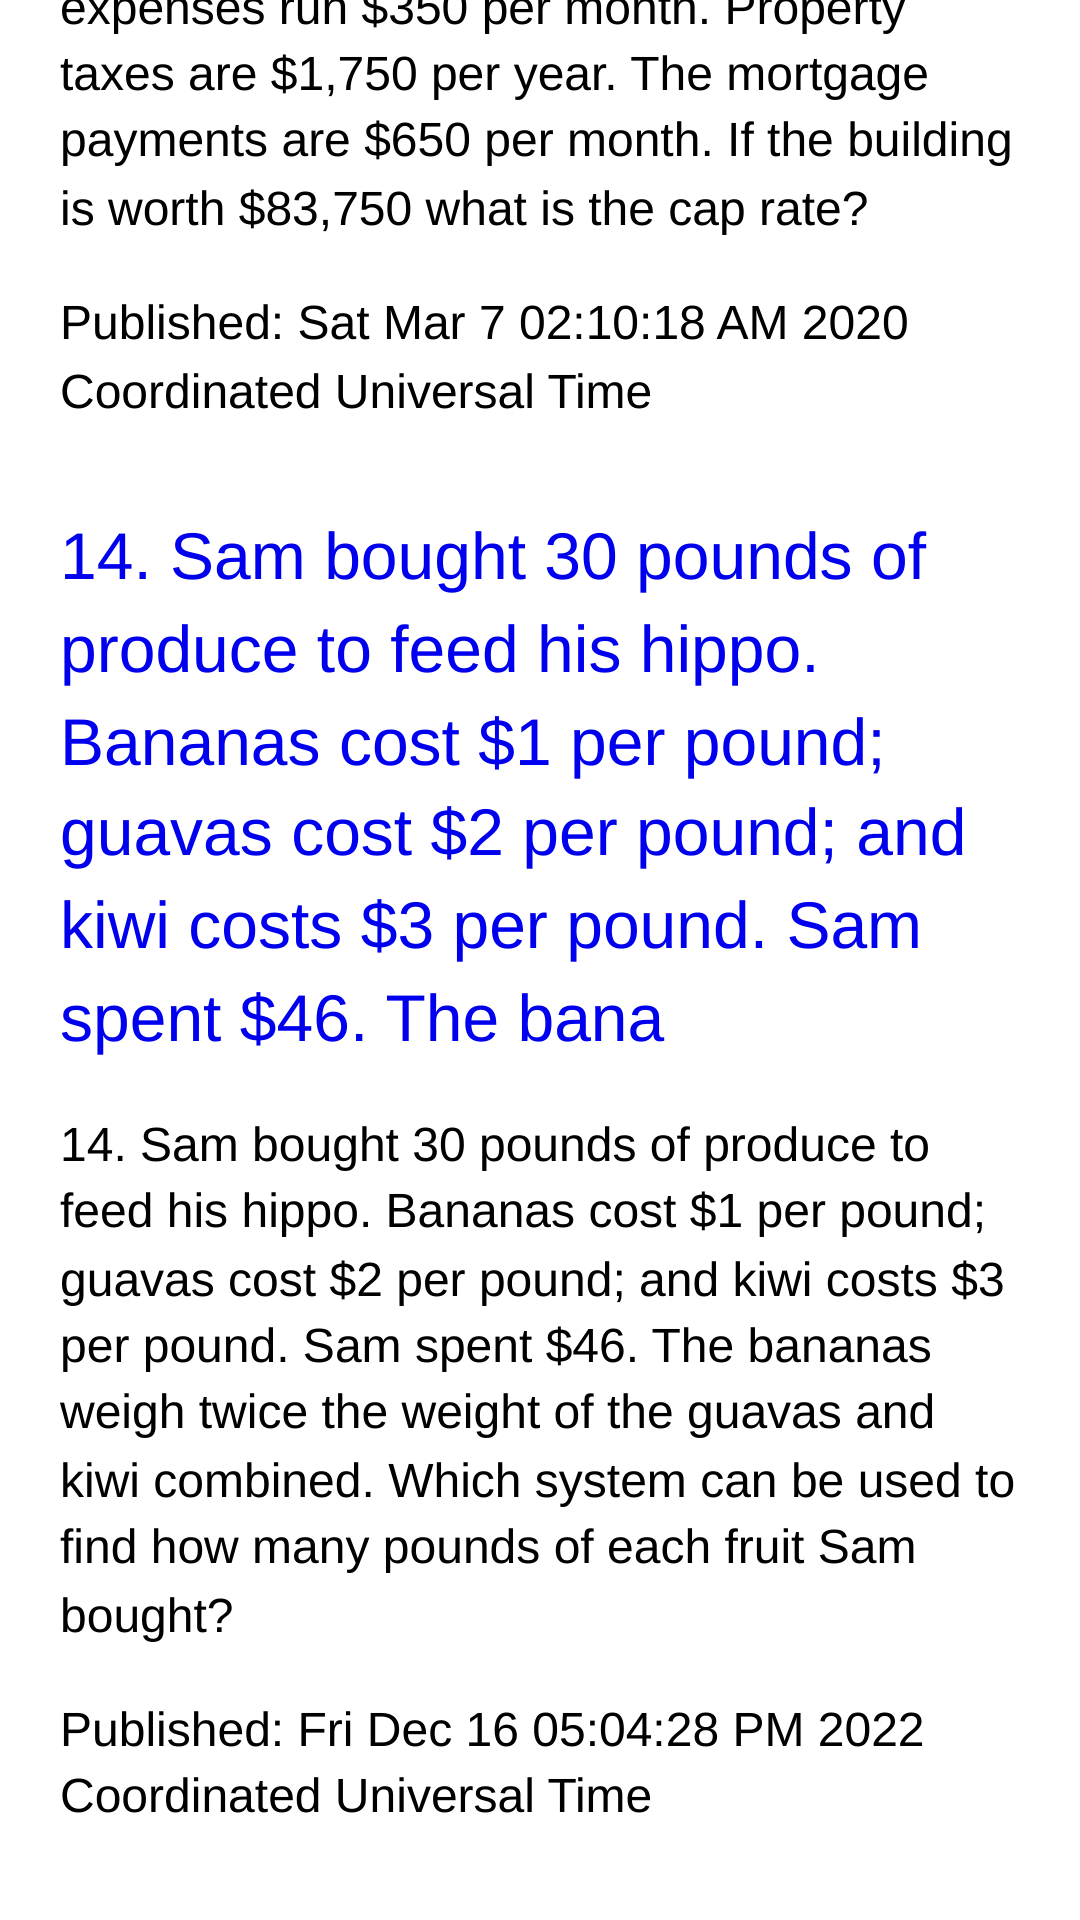 expenses run $350 per month. Property
taxes are $1,750 per year. The mortgage
payments are $650 per month. If the building
is worth $83,750 what is the cap rate?
Published: Sat Mar 7 02:10:18 AM 2020
Coordinated Universal Time
14. Sam bought 30 pounds of
produce to feed his hippo.
Bananas cost $1 per pound;
guavas cost $2 per pound; and
kiwi costs $3 per pound. Sam
spent $46. The bana
14. Sam bought 30 pounds of produce to
feed his hippo. Bananas cost $1 per pound;
guavas cost $2 per pound; and kiwi costs $3
per pound. Sam spent $46. The bananas
weigh twice the weight of the guavas and
kiwi combined. Which system can be used to
find how many pounds of each fruit Sam
bought?
Published: Fri Dec 16 05:04:28 PM 2022
Coordinated Universal Time